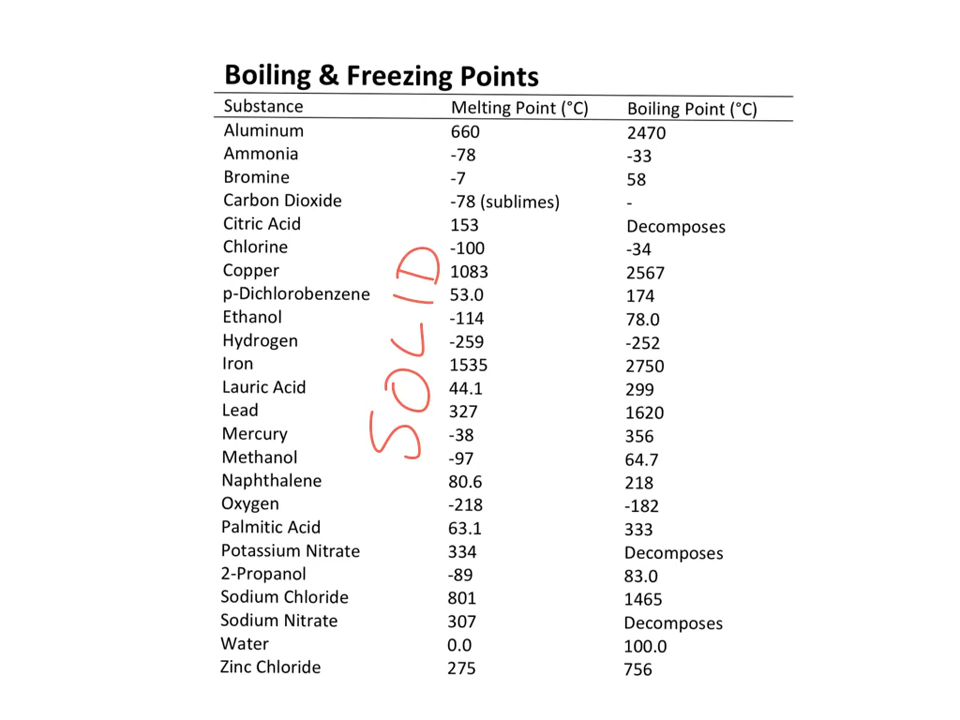 Boiling & Freezing Points
Substance Melting Point (°C) Boiling Point (°C)
Aluminum 660 2470
Ammonia -78 -33
Bromine -7 58
Carbon Dioxide -78 (sublimes) -
Citric Acid 153 Decomposes
Chlorine -100 -34
Copper 1083 2567
p-Dichlorobenzene 53.0 174
Ethanol -114 78.0
Hydrogen -259 -252
Iron 1535 2750
Lauric Acid 44.1 299
Lead 327 1620
Mercury -38 356
Methanol -97 64.7
Naphthalene 80.6 218
Oxygen -218 -182
Palmitic Acid 63.1 333
Potassium Nitrate 334 Decomposes
2-Propanol -89 83.0
Sodium Chloride 801 1465
Sodium Nitrate 307 Decomposes
Water 0.0 100.0
Zinc Chloride 275 756
SOLID